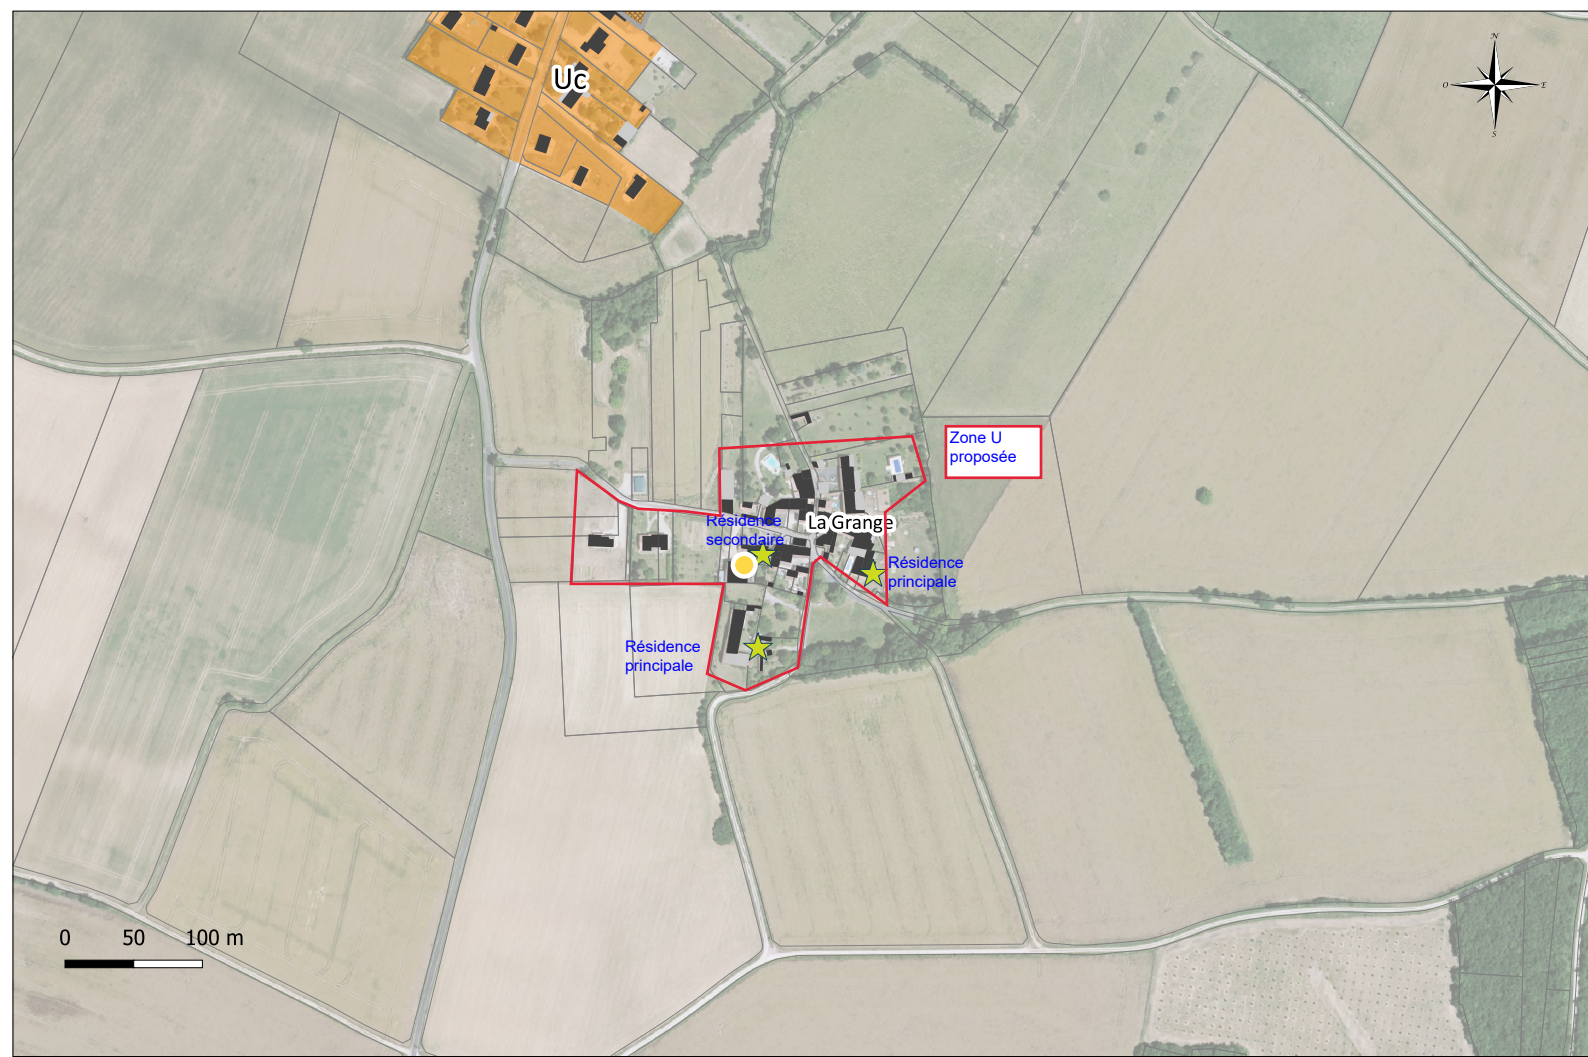 Uc
N
O
E
S
Zone U
proposée
La Grange
Résidence
secondaire
Résidence
principale
Résidence
principale
0 50 100 m